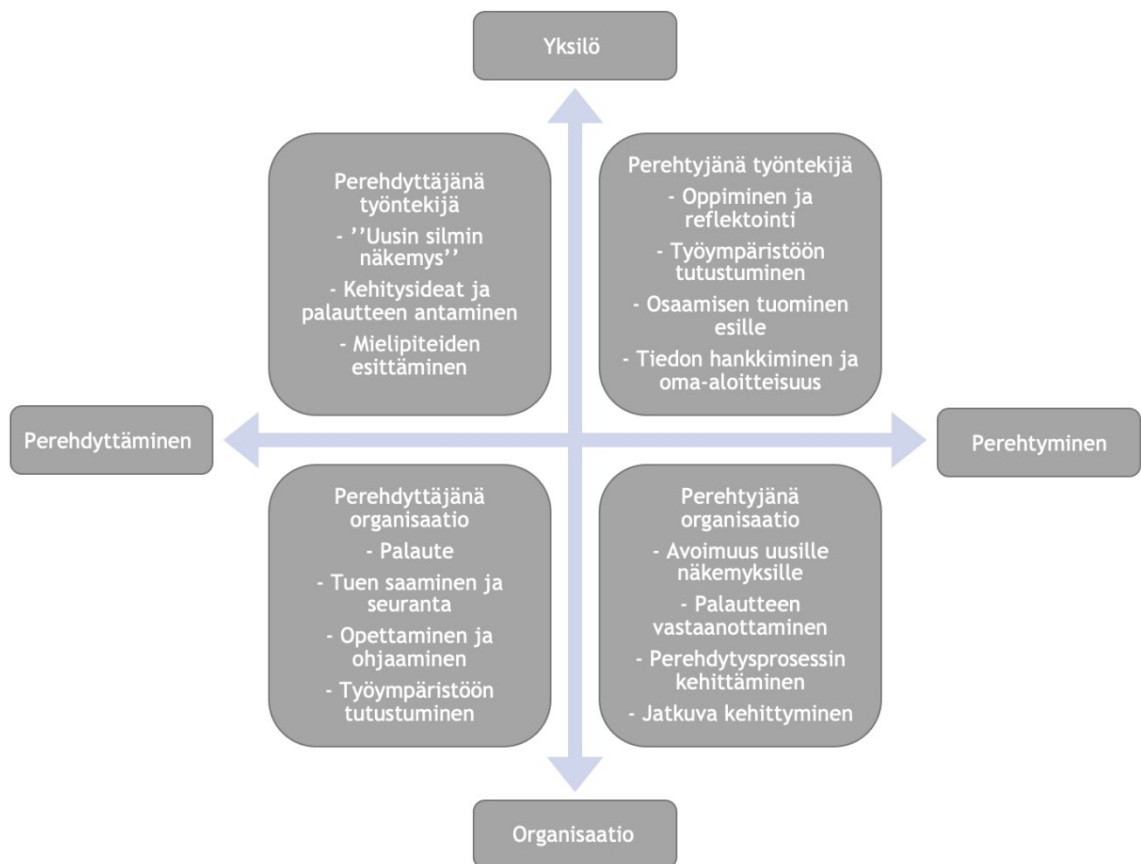 Yksilö
Perehdyttäjänä
työntekijä
- ’’Uusin silmin
näkemys’’
- Kehitysideat ja
palautteen antaminen
- Mielipiteiden
esittäminen
Perehtyjänä työntekijä
- Oppiminen ja
reflektointi
- Työympäristöön
tutustuminen
- Osaamisen tuominen
esille
- Tiedon hankkiminen ja
oma-aloitteisuus
Perehdyttäminen
Perehtyminen
Perehdyttäjänä
organisaatio
- Palaute
- Tuen saaminen ja
seuranta
- Opettaminen ja
ohjaaminen
- Työympäristöön
tutustuminen
Perehtyjänä
organisaatio
- Avoimuus uusille
näkemyksille
- Palautteen
vastaanottaminen
- Perehdytysprosessin
kehittäminen
- Jatkuva kehittyminen
Organisaatio